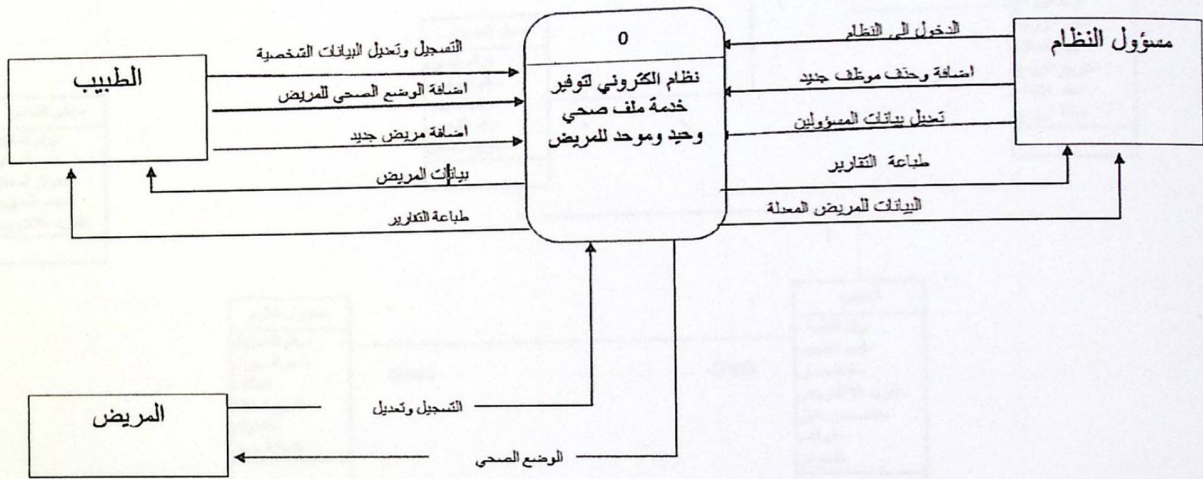 0
نظام الكتروني لتوفير
خدمة ملف صحي
وحيد وموحد للمريض
مسؤول النظام
الدخول الى النظام
اضافة وحذف موظف جديد
تعديل بيانات المسؤولين
طباعة التقارير
البيانات للمريض المعدلة
الطبيب
التسجيل وتعديل البيانات الشخصية
اضافة الوضع الصحي للمريض
اضافة مريض جديد
بيانات المريض
طباعة التقارير
المريض
التسجيل وتعديل
الوضع الصحي